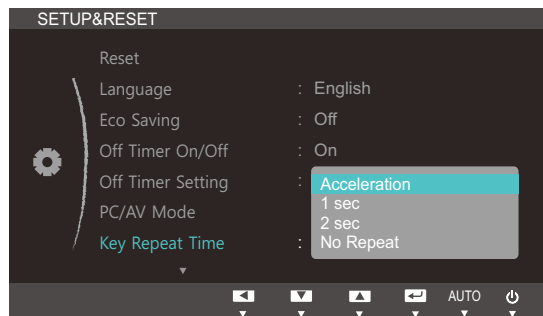 SETUP&RESET
Reset
Language : English
Eco Saving : Off
Off Timer On/Off : On
Off Timer Setting :
Acceleration
1 sec
2 sec
PC/AV Mode
Key Repeat Time : No Repeat
AUTO